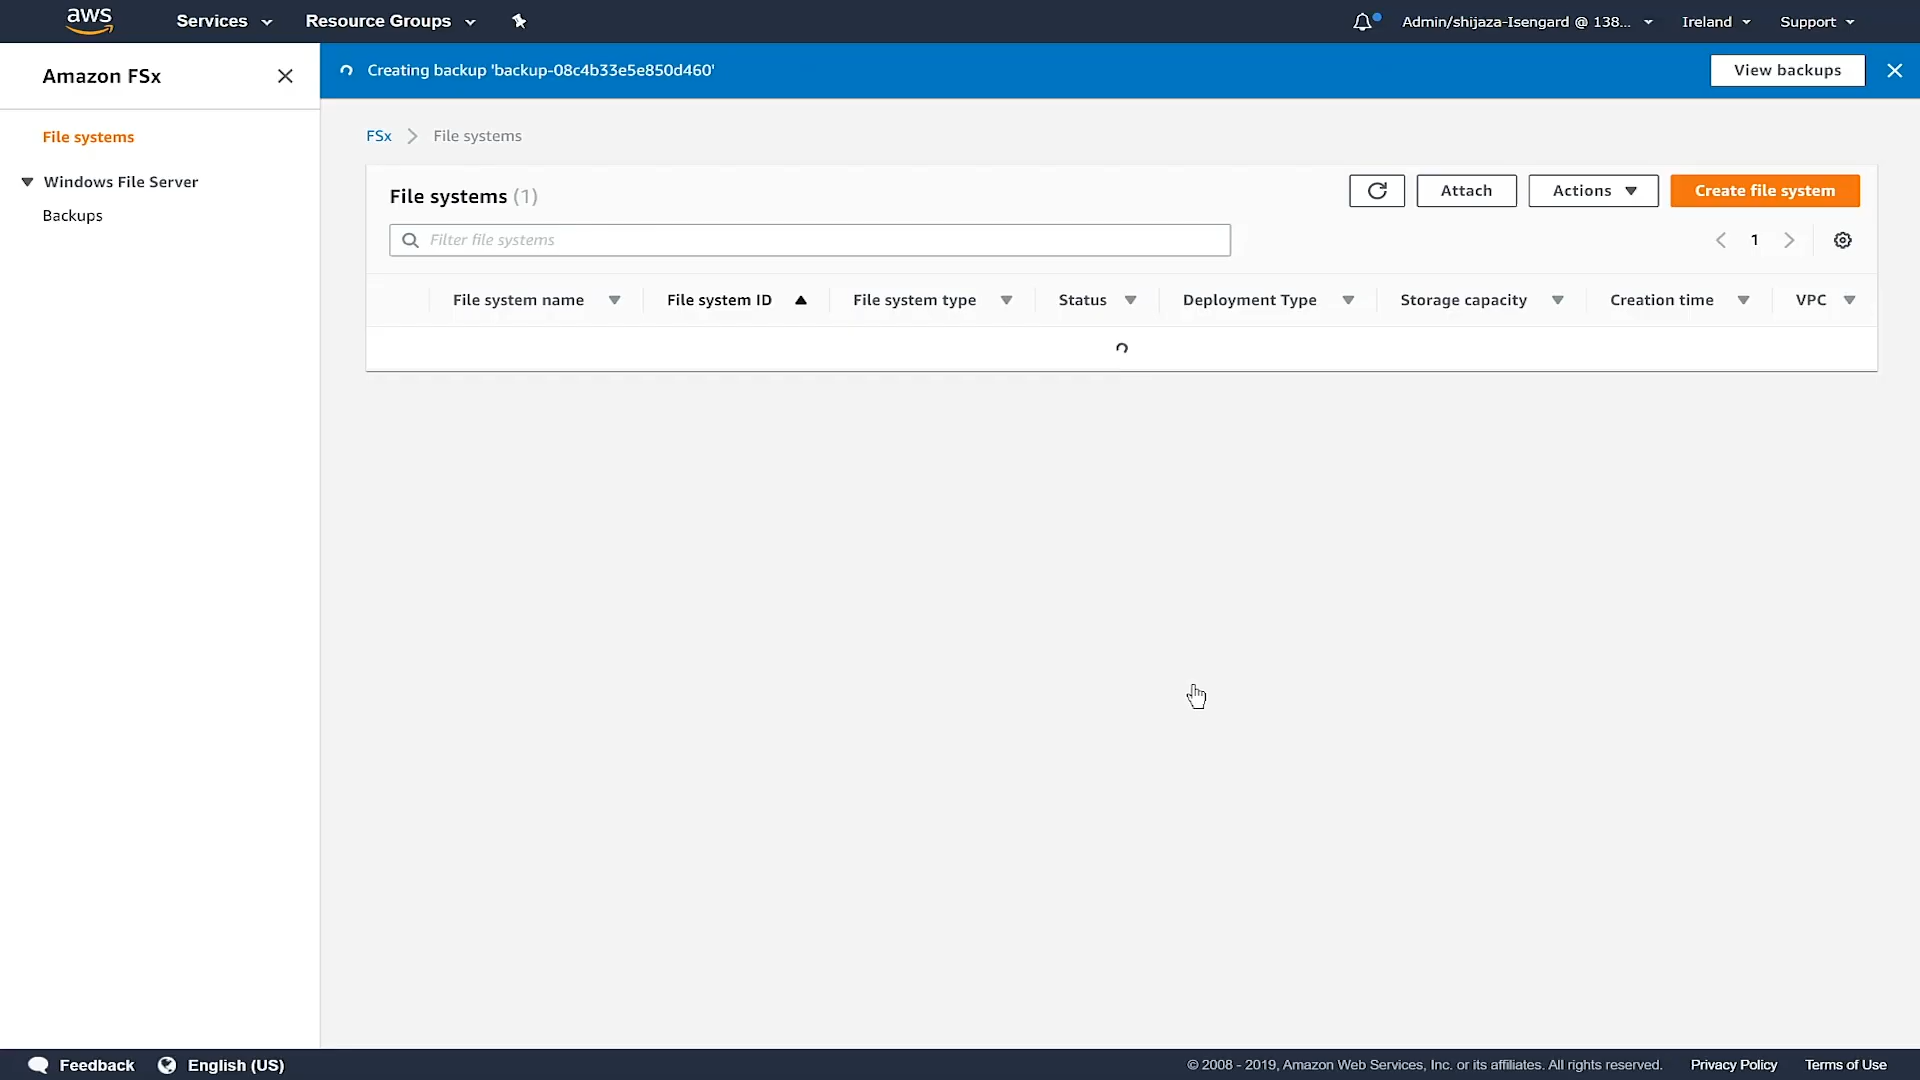 aws Services Resource Groups Admin/shijaza-Isengard @ 138... Ireland Support
Amazon FSx
Creating backup 'backup-08c4b33e5e850d460' View backups
File systems
Windows File Server
Backups
FSx File systems
File systems (1) Attach Actions Create file system
Filter file systems 1
File system name File system ID File system type Status Deployment Type Storage capacity Creation time VPC
Feedback English (US) © 2008 - 2019, Amazon Web Services, Inc. or its affiliates. All rights reserved. Privacy Policy Terms of Use